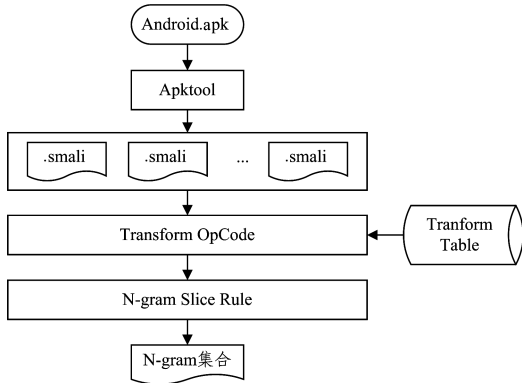 Android.apk
Apktool
.smali
.smali
...
.smali
Transform OpCode
Tranform
Table
N-gram Slice Rule
N-gram集合